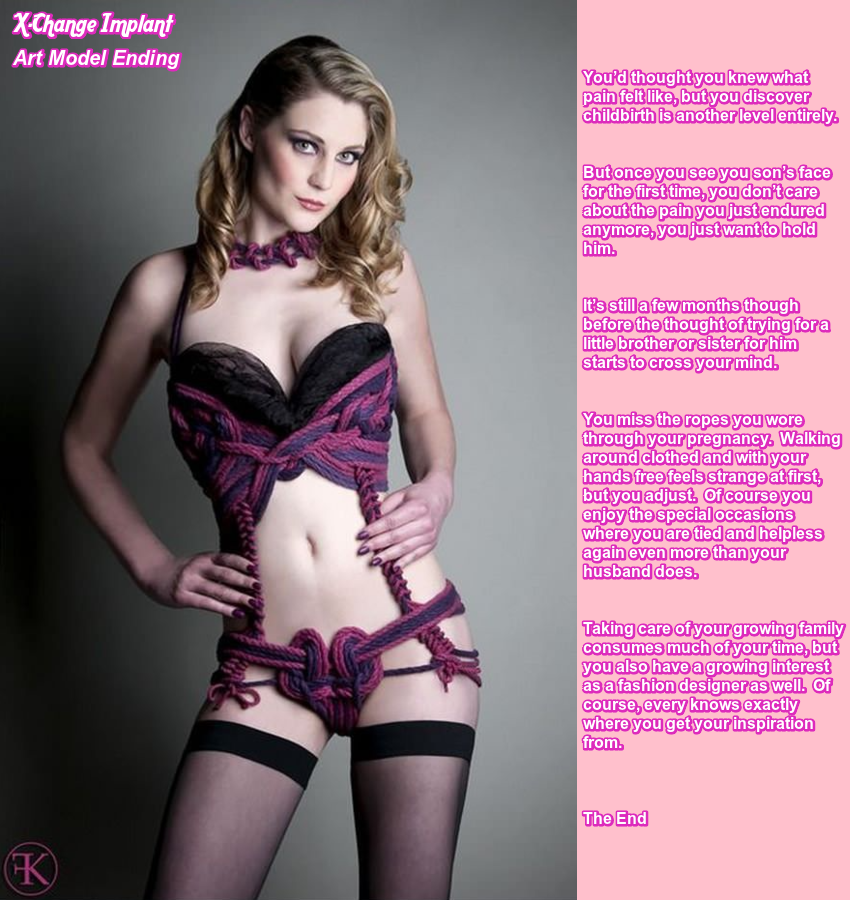 X-Change Implant
Art Model Ending
You'd thought you knew what
pain felt like, but you discover
childbirth is another level entirely.
But once you see you son's face
for the first time, you don't care
about the pain you just endured
anymore, you just want to hold
him.
It's still a few months though
before the thought of trying for a
little brother or sister for him
starts to cross your mind.
You miss the ropes you wore
through your pregnancy. Walking
around clothed and with your
hands free feels strange at first,
but you adjust. Of course you
enjoy the special occasions
where you are tied and helpless
again even more than your
husband does.
Taking care of your growing family
consumes much of your time, but
you also have a growing interest
as a fashion designer as well. Of
course, every knows exactly
where you get your inspiration
from.
The End
FK